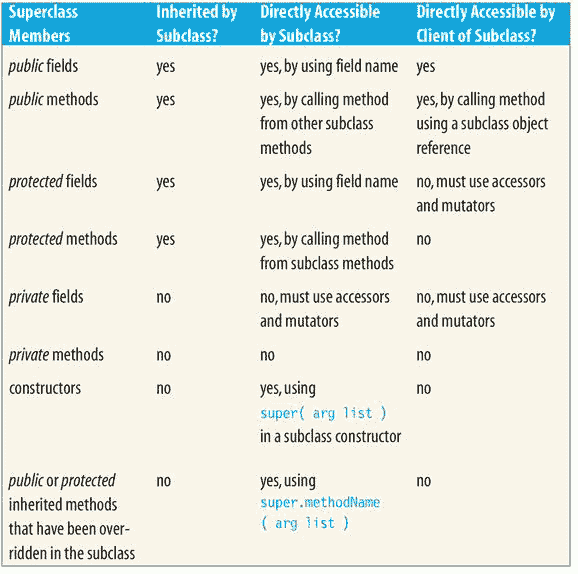 Superclass Members | Inherited by Subclass? | Directly Accessible by Subclass? | Directly Accessible by Client of Subclass?
public fields | yes | yes, by using field name | yes
public methods | yes | yes, by calling method from other subclass methods | yes, by calling method using a subclass object reference
protected fields | yes | yes, by using field name | no, must use accessors and mutators
protected methods | yes | yes, by calling method from subclass methods | no
private fields | no | no, must use accessors and mutators | no, must use accessors and mutators
private methods | no | no | no
constructors | no | yes, using super( arg list ) in a subclass constructor | no
public or protected inherited methods that have been over-ridden in the subclass | no | yes, using super.methodName ( arg list ) | no